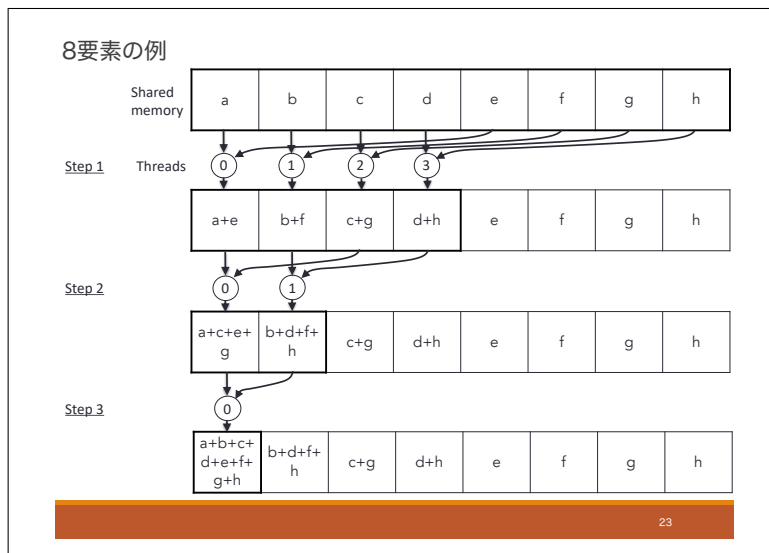 8要素の例
Shared
memory
a b c d e f g h
Step 1 Threads 0 1 2 3
a+e b+f c+g d+h e f g h
Step 2 0 1
a+c+e+
g
b+d+f+
h
c+g d+h e f g h
Step 3 0
a+b+c+
d+e+f+
g+h
b+d+f+
h
c+g d+h e f g h
23